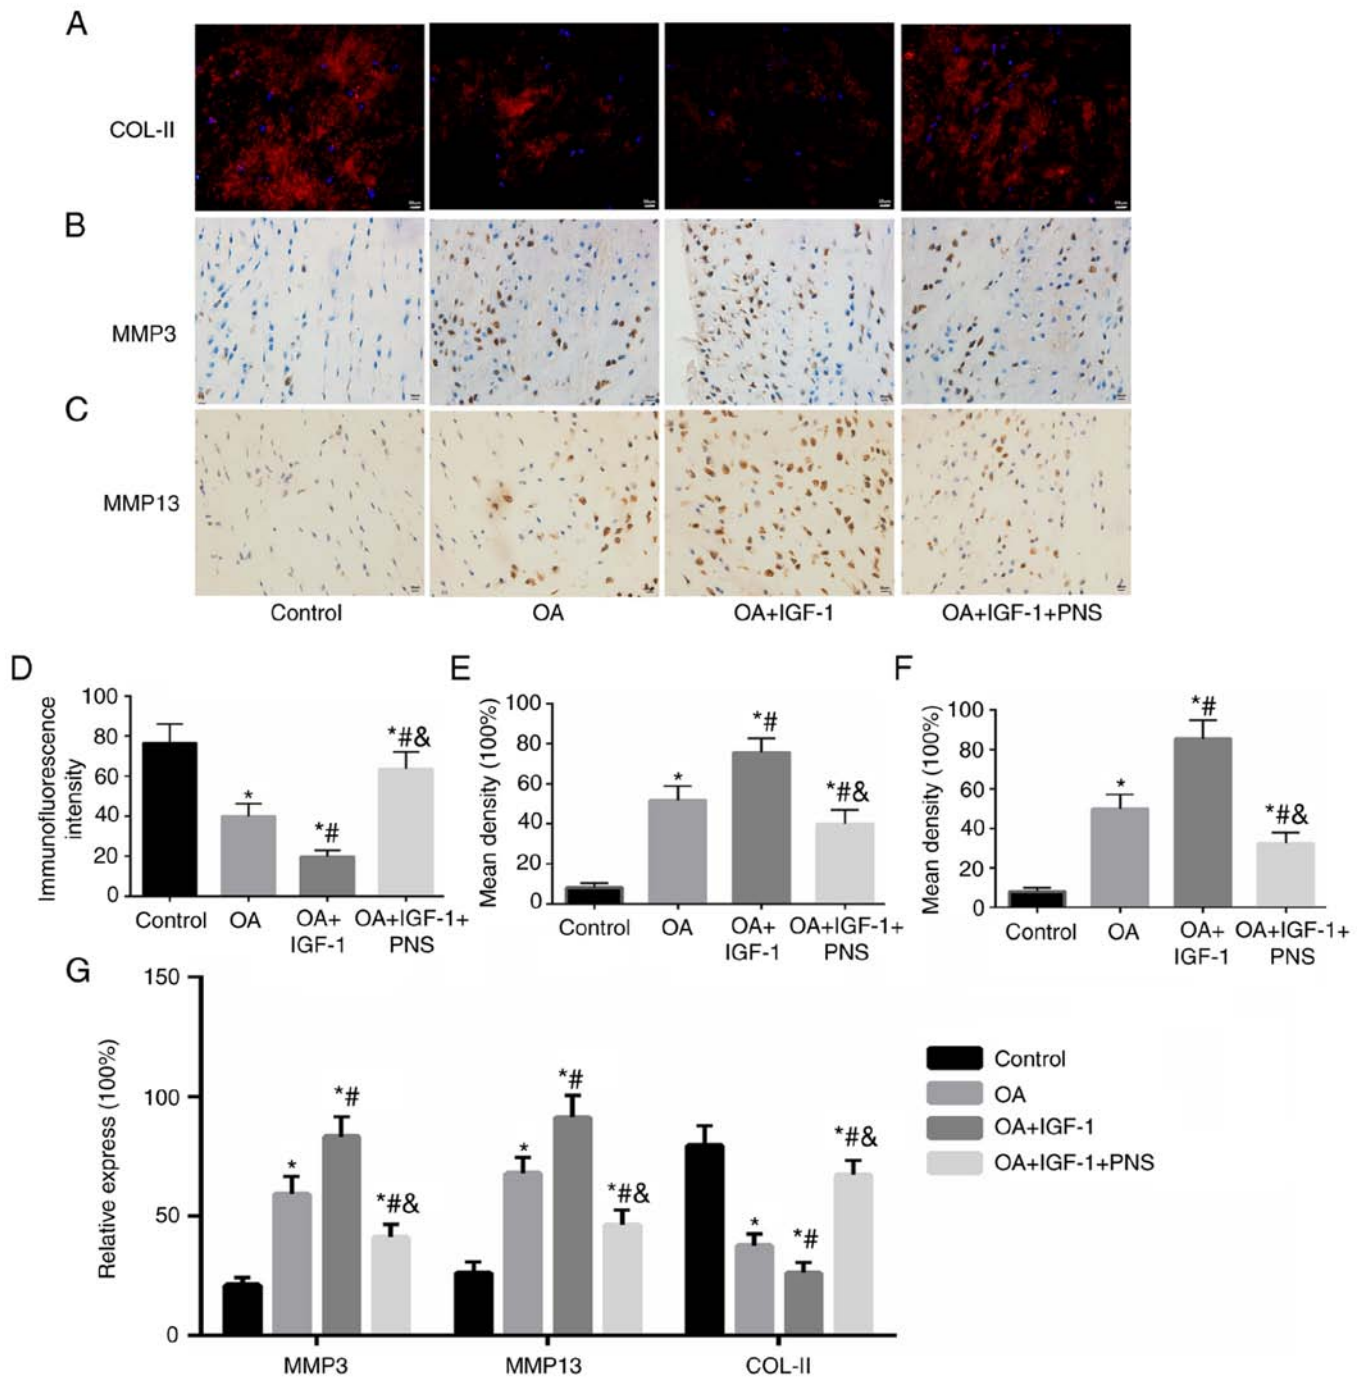 A
COL-II
B
MMP3
C
MMP13
Control
OA
OA+IGF-1
OA+IGF-1+PNS
D
Immunofluorescence
intensity
100
80
60
40
20
0
*
*#
*#&
Control
OA
OA+
IGF-1
OA+IGF-1+
PNS
E
Mean density (100%)
100
80
60
40
20
0
*
*#
*#&
Control
OA
OA+
IGF-1
OA+IGF-1+
PNS
F
Mean density (100%)
100
80
60
40
20
0
*
*#
*#&
Control
OA
OA+
IGF-1
OA+IGF-1+
PNS
G
Relative express (100%)
150
100
50
0
*
*#
*#&
*
*#
*#&
*
*#
*#&
MMP3
MMP13
COL-II
Control
OA
OA+IGF-1
OA+IGF-1+PNS